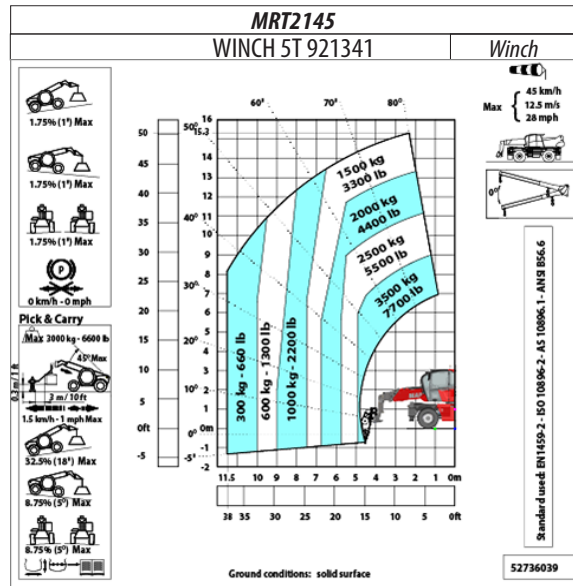 MRT2145
WINCH 5T 921341
Winch
1.75% (1°) Max
1.75% (1°) Max
1.75% (1°) Max
P
0 km/h - 0 mph
Pick & Carry
Max 3000 kg - 6600 lb
45° Max
0.3 m / 1 ft
3 m / 10 ft
1.5 km/h - 1 mph Max
32.5% (18°) Max
8.75% (5°) Max
8.75% (5°) Max
60° 70° 80°
50°
40°
30°
20°
10°
0°
-5°
50
45
40
35
30
25
20
15
10
5
0ft
-5
16
15.3
14
13
12
11
10
9
8
7
6
5
4
3
2
1
0m
-1
-2
1500 kg
3300 lb
2000 kg
4400 lb
2500 kg
5500 lb
3500 kg
7700 lb
300 kg - 660 lb
600 kg - 1300 lb
1000 kg - 2200 lb
11.5 10 9 8 7 6 5 4 3 2 1 0m
38 35 30 25 20 15 10 5 0ft
Ground conditions: solid surface
Max
45 km/h
12.5 m/s
28 mph
0°
Standard used: EN1459-2 - ISO 10896-2 - AS 10896.1 - ANSI B56.6
52736039